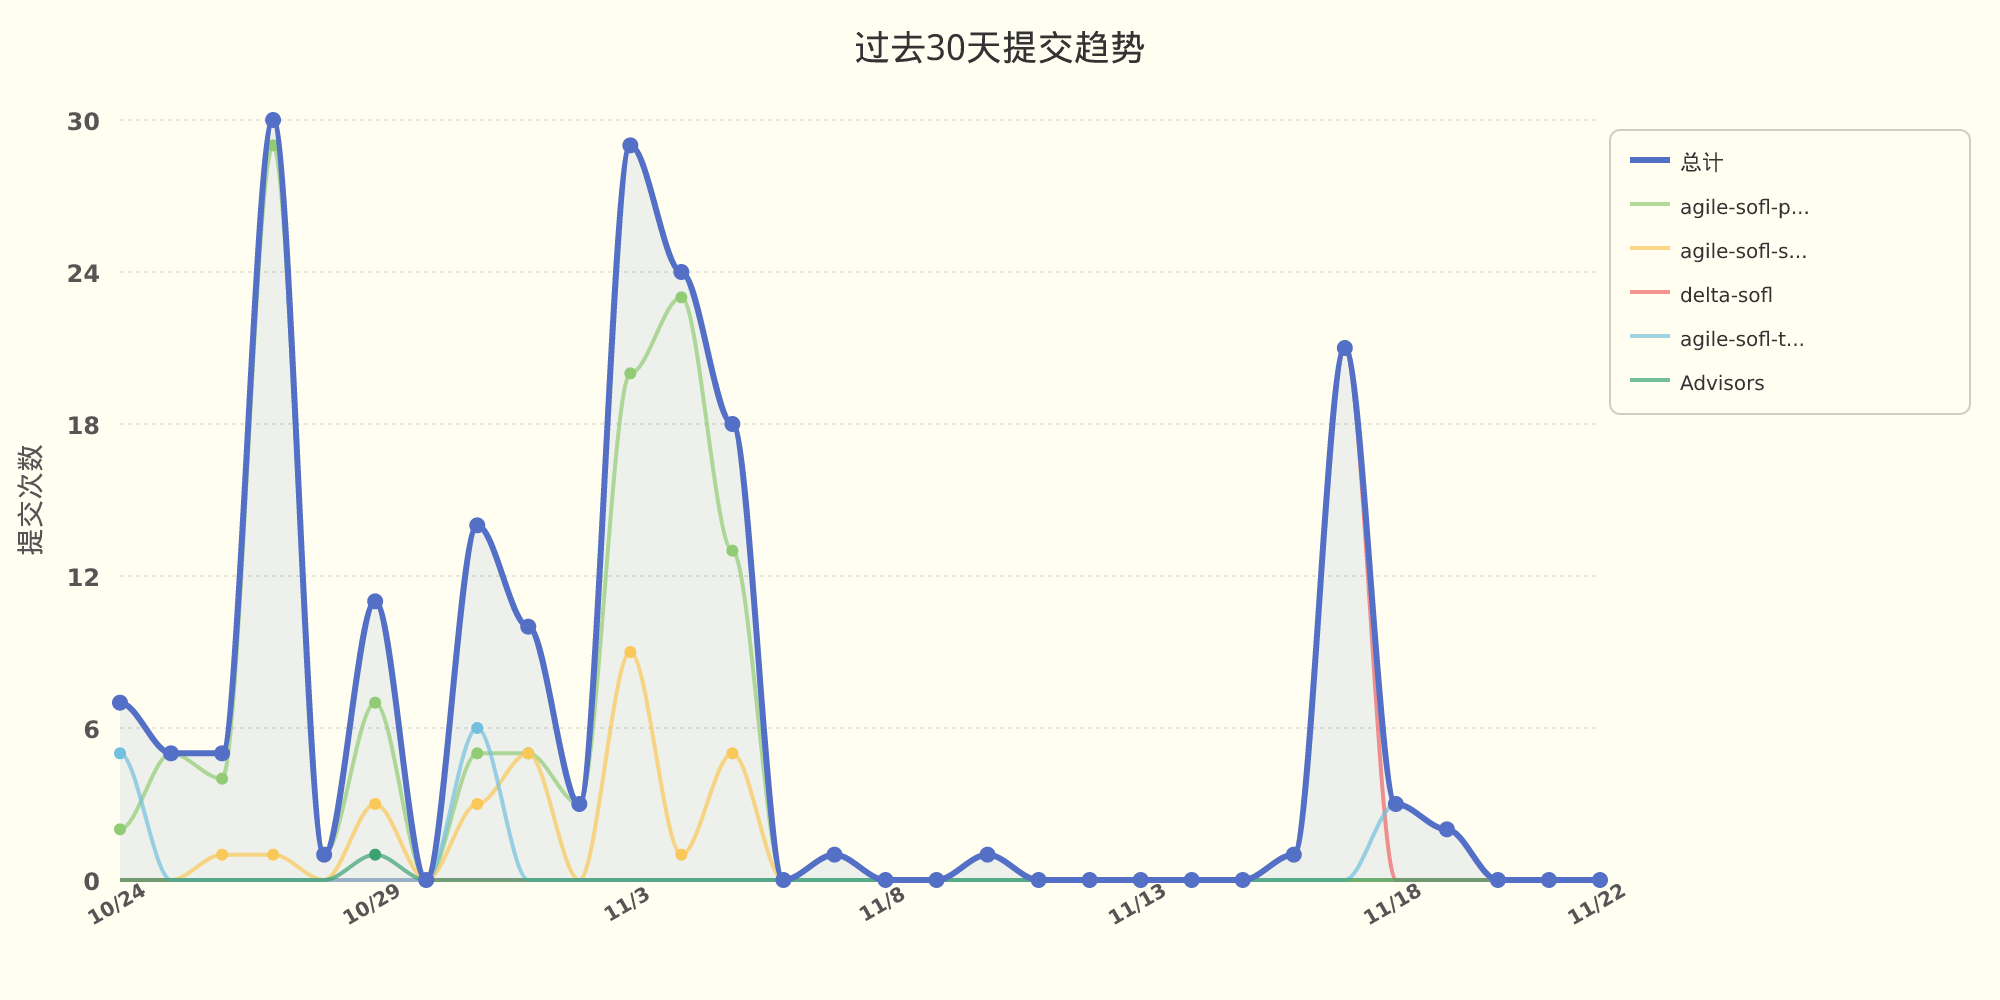 过去30天提交趋势
提交次数
30
24
18
12
6
0
10/24
10/29
11/3
11/8
11/13
11/18
11/22
总计
agile-sofl-p...
agile-sofl-s...
delta-sofl
agile-sofl-t...
Advisors